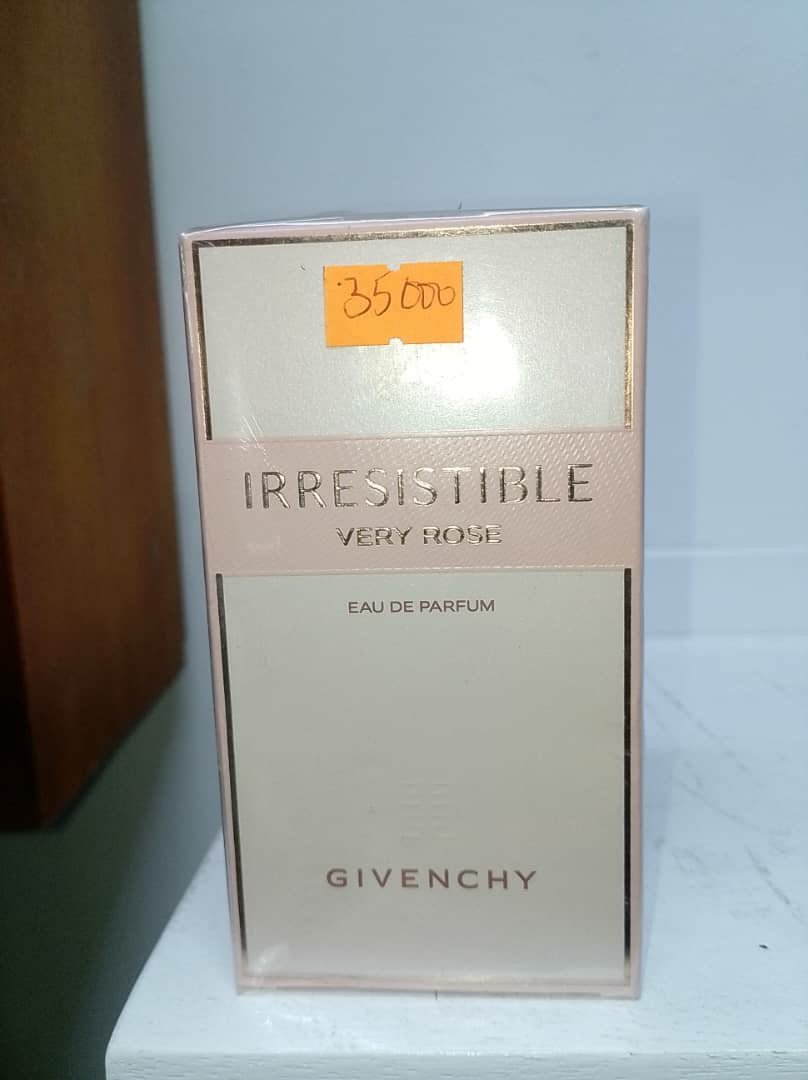 35000
IRRESISTIBLE
VERY ROSE
EAU DE PARFUM
GIVENCHY